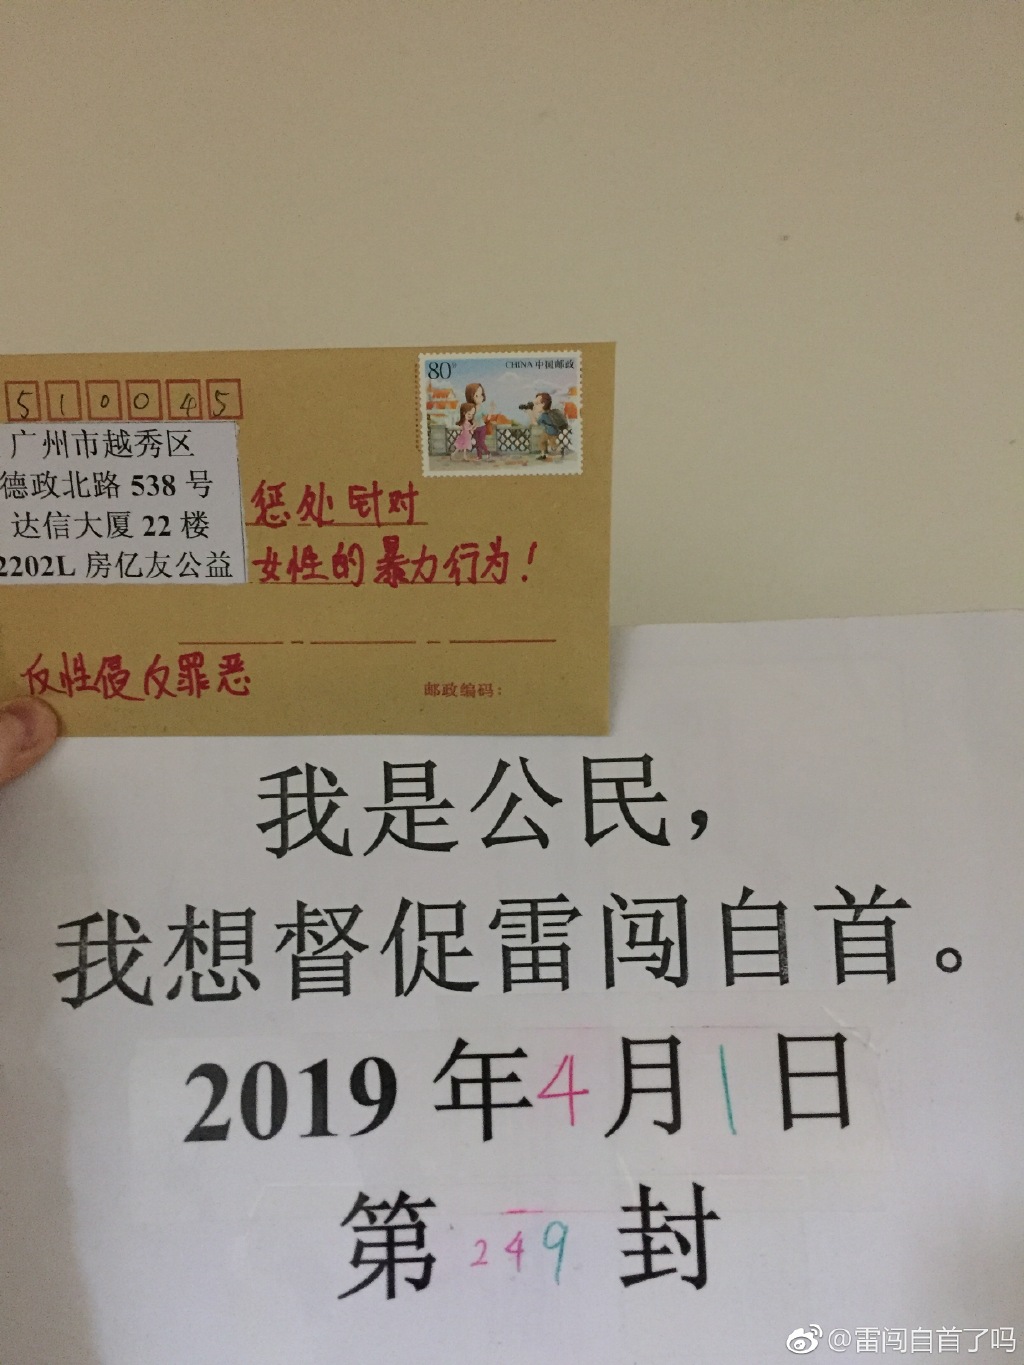 80
CHINA 中国邮政
510045
广州市越秀区
德政北路 538 号
达信大厦 22 楼
2202L 房亿友公益
惩处针对
女性的暴力行为！
反性侵反罪恶
邮政编码：
我是公民，
我想督促雷闯自首。
2019 年 4 月 1 日
第 249 封
@雷闯自首了吗